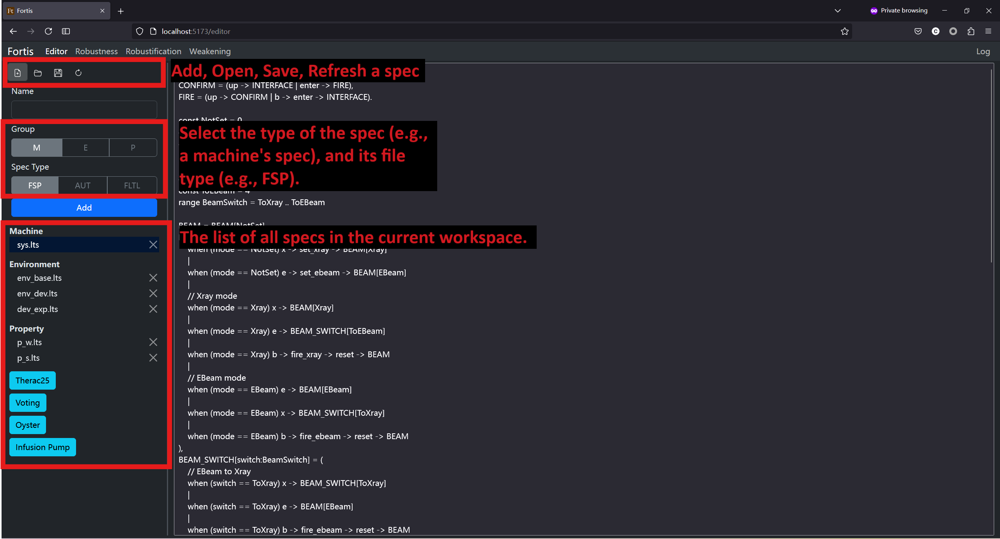 Fortis
Private browsing
localhost:5173/editor
Fortis Editor Robustness Robustification Weakening Log
Add, Open, Save, Refresh a spec
Name
Group
M E P
Spec Type
FSP AUT FLTL
Add
Machine
sys.lts
Environment
env_base.lts
env_dev.lts
dev_exp.lts
Property
p_w.lts
p_s.lts
Therac25
Voting
Oyster
Infusion Pump
CONFIRM = (up -> INTERFACE | enter -> FIRE),
FIRE = (up -> CONFIRM | b -> enter -> INTERFACE).
const NotSet = 0
Select the type of the spec (e.g.,
a machine's spec), and its file
type (e.g., FSP).
const ToEBeam = 4
range BeamSwitch = ToXray .. ToEBeam
BEAM = BEAM[NotSet],
The list of all specs in the current workspace.
when (mode == NotSet) x -> set_xray -> BEAM[Xray]
|
when (mode == NotSet) e -> set_ebeam -> BEAM[EBeam]
|
// Xray mode
when (mode == Xray) x -> BEAM[Xray]
|
when (mode == Xray) e -> BEAM_SWITCH[ToEBeam]
|
when (mode == Xray) b -> fire_xray -> reset -> BEAM
|
// EBeam mode
when (mode == EBeam) e -> BEAM[EBeam]
|
when (mode == EBeam) x -> BEAM_SWITCH[ToXray]
|
when (mode == EBeam) b -> fire_ebeam -> reset -> BEAM
),
BEAM_SWITCH[switch:BeamSwitch] = (
// EBeam to Xray
when (switch == ToXray) x -> BEAM_SWITCH[ToXray]
|
when (switch == ToXray) e -> BEAM[EBeam]
|
when (switch == ToXray) b -> fire_ebeam -> reset -> BEAM